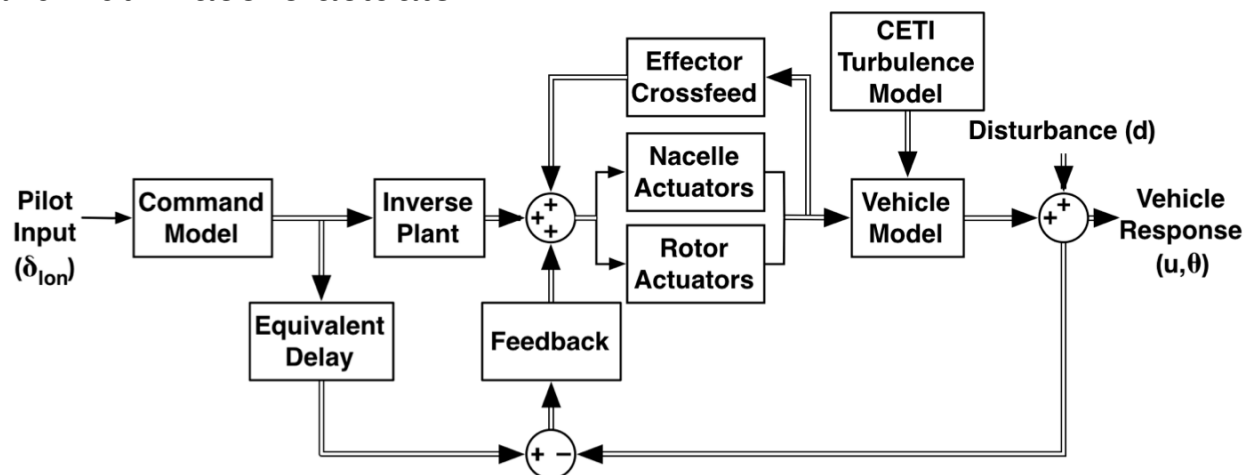 Pilot
Input
(δlon)
Command
Model
Inverse
Plant
Equivalent
Delay
Effector
Crossfeed
Nacelle
Actuators
Rotor
Actuators
Feedback
CETI
Turbulence
Model
Vehicle
Model
Disturbance (d)
Vehicle
Response
(u,θ)
+
+
+
+
+
+ −